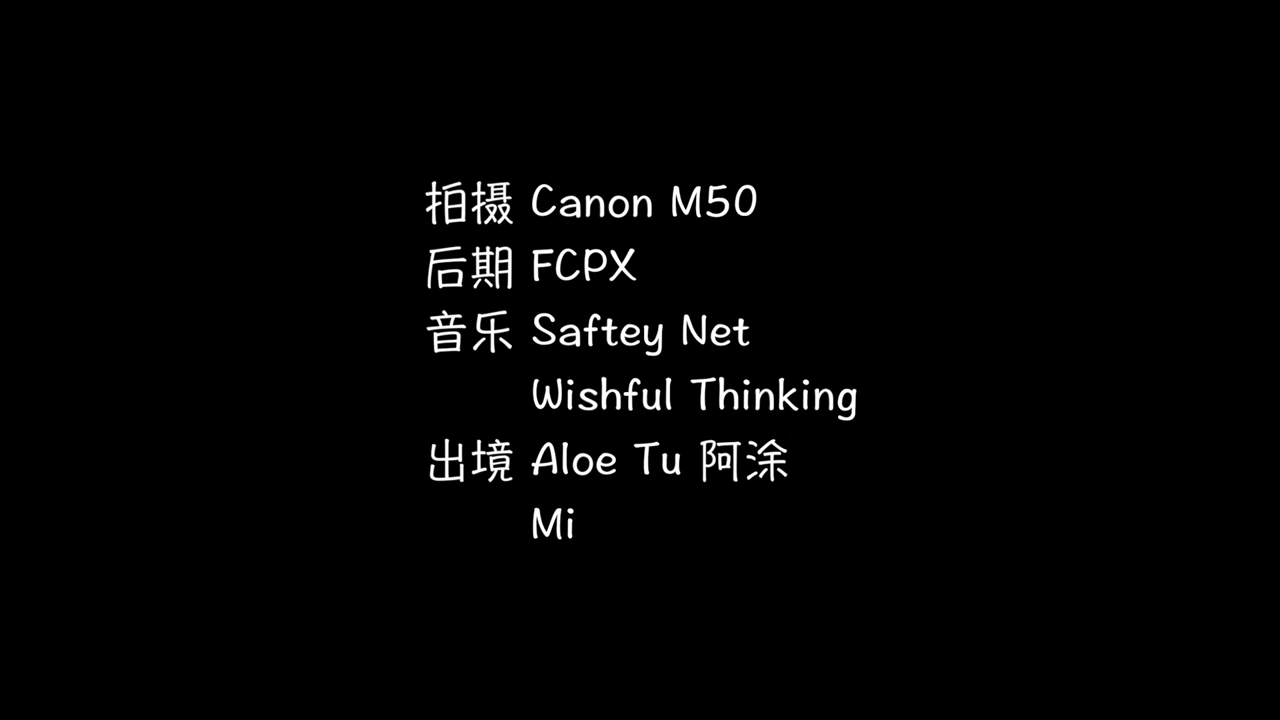 拍摄 Canon M50
后期 FCPX
音乐 Saftey Net
Wishful Thinking
出境 Aloe Tu 阿涂
Mi